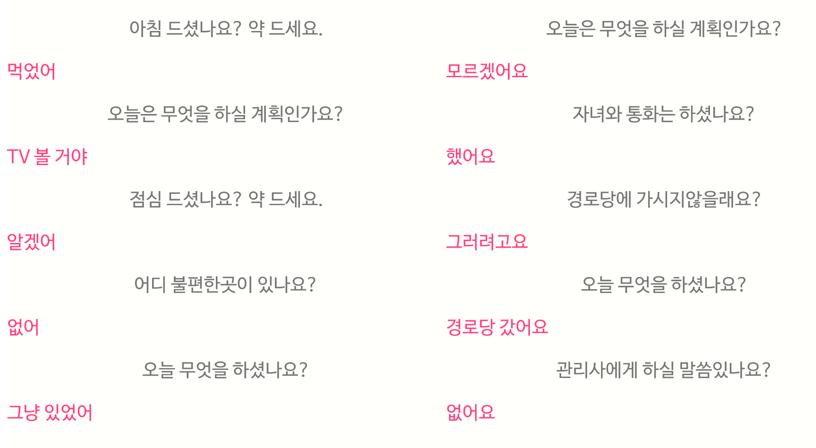 아침 드셨나요? 약 드세요.
먹었어
오늘은 무엇을 하실 계획인가요?
TV 볼 거야
점심 드셨나요? 약 드세요.
알겠어
어디 불편한곳이 있나요?
없어
오늘 무엇을 하셨나요?
그냥 있었어
오늘은 무엇을 하실 계획인가요?
모르겠어요
자녀와 통화는 하셨나요?
했어요
경로당에 가시지않을래요?
그러려고요
오늘 무엇을 하셨나요?
경로당 갔어요
관리사에게 하실 말씀있나요?
없어요